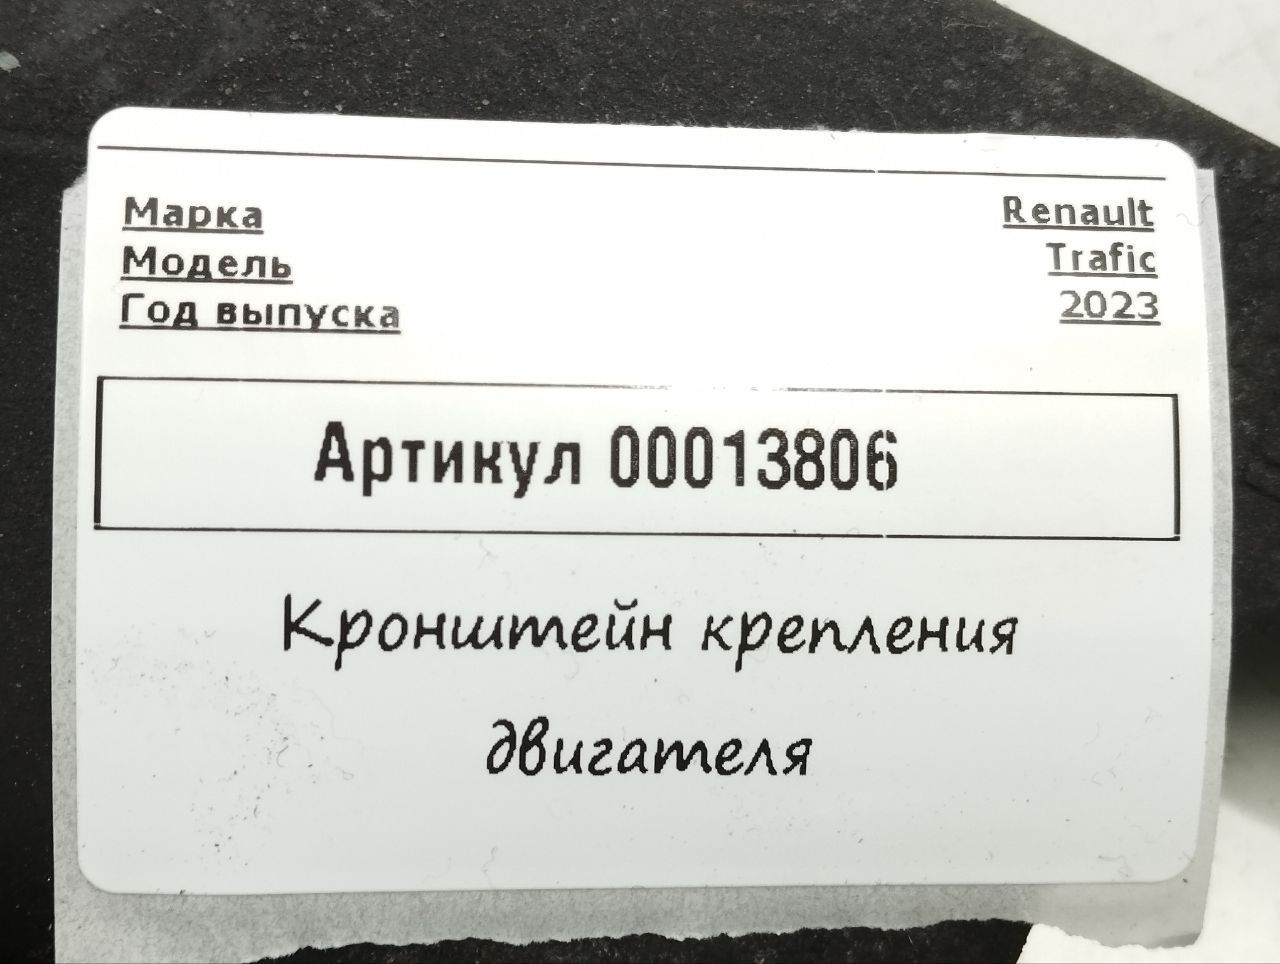 Марка Renault
Модель Trafic
Год выпуска 2023
Артикул 00013806
Кронштейн крепления
двигателя